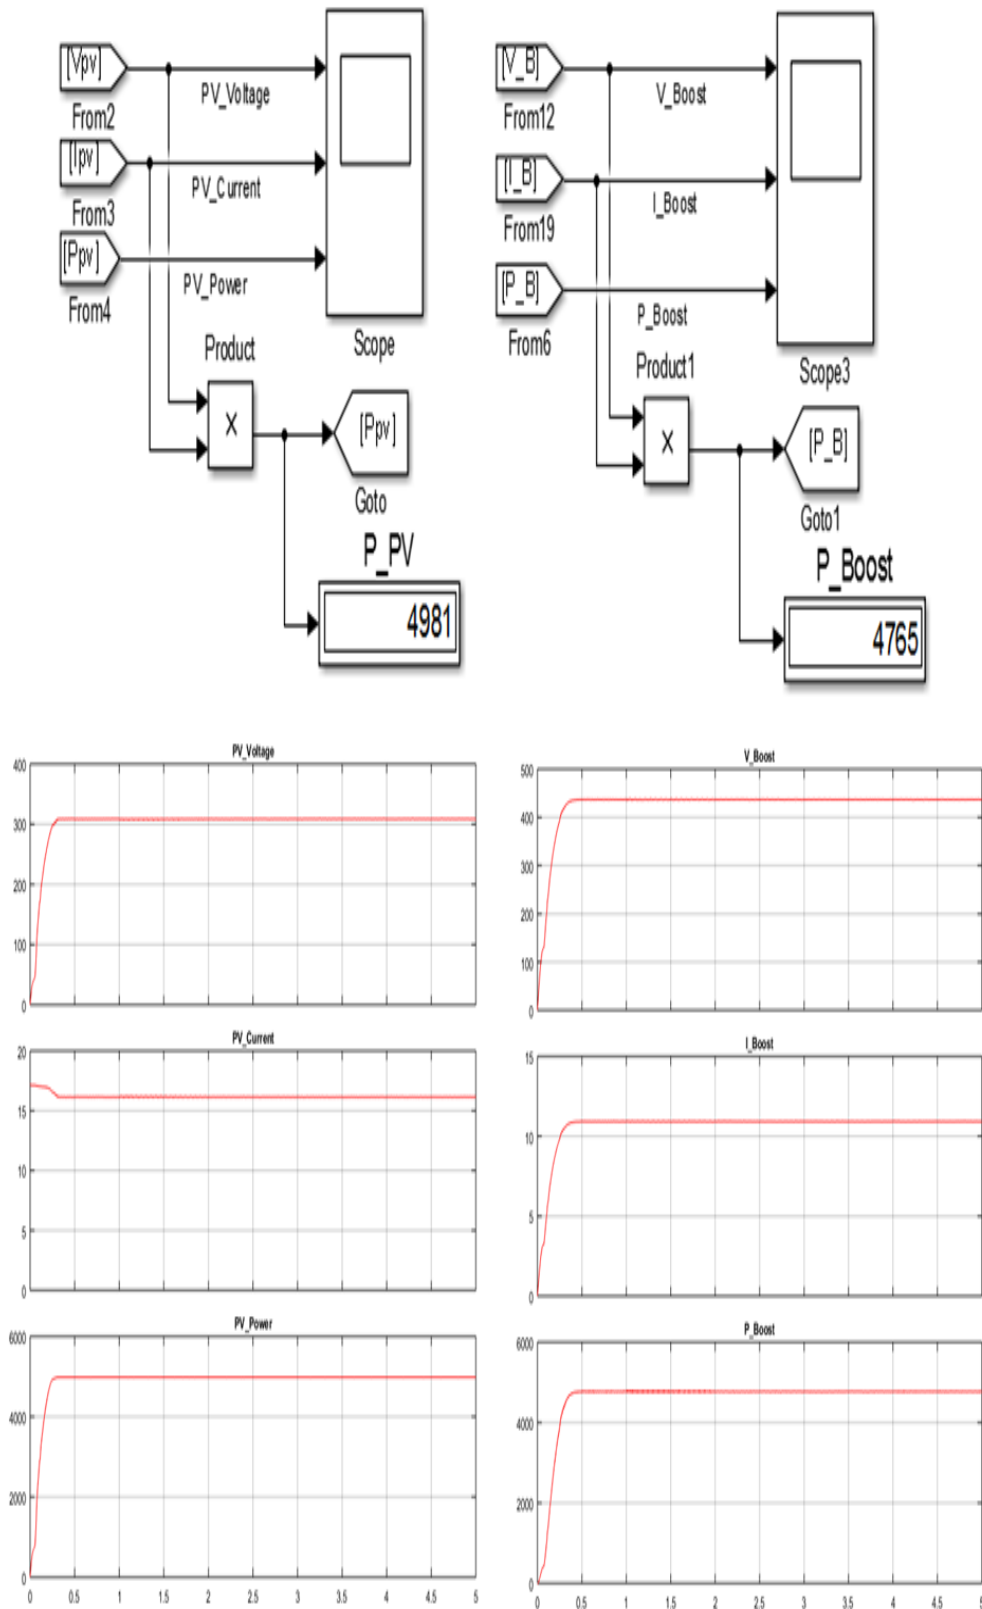 [Vpv]
From2
PV_Voltage
[Ipv]
From3
PV_Current
[Ppv]
From4
PV_Power
Product
×
Scope
[Ppv]
Goto
P_PV
4981
[V_B]
From12
V_Boost
[I_B]
From19
I_Boost
[P_B]
From6
P_Boost
Product1
×
Scope3
[P_B]
Goto1
P_Boost
4765
PV_Voltage
400
300
200
100
0
V_Boost
500
400
300
200
100
0
PV_Current
20
15
10
5
0
I_Boost
15
10
5
0
PV_Power
6000
4000
2000
0
0 0.5 1 1.5 2 2.5 3 3.5 4 4.5 5
P_Boost
6000
4000
2000
0
0 0.5 1 1.5 2 2.5 3 3.5 4 4.5 5